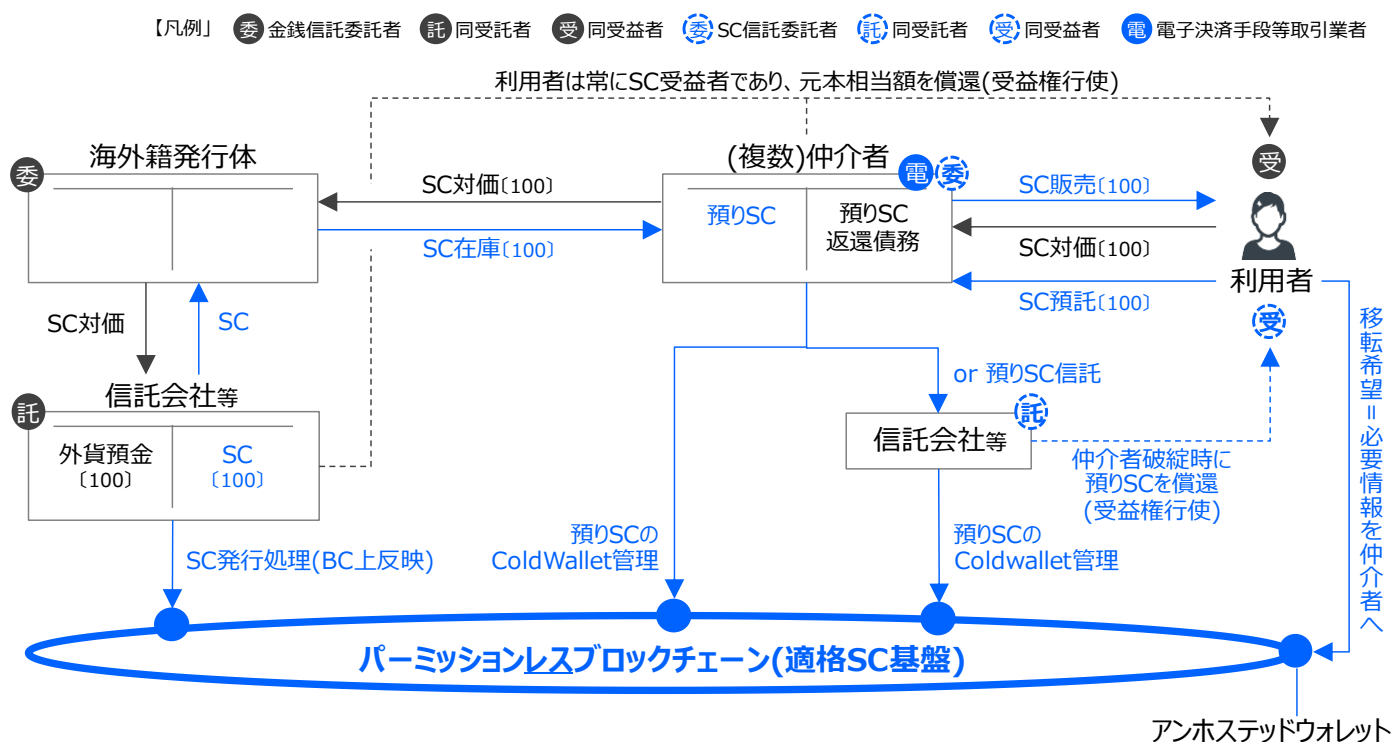 【凡例」 委 金銭信託委託者 託 同受託者 受 同受益者 委 SC信託委託者 託 同受託者 受 同受益者 電 電子決済手段等取引業者
利用者は常にSC受益者であり、元本相当額を償還(受益権行使)
委
海外籍発行体
(複数)仲介者
電 委
受
SC対価〔100〕
SC在庫〔100〕
預りSC
預りSC
返還債務
SC販売〔100〕
SC対価〔100〕
SC預託〔100〕
利用者
受
SC対価
SC
信託会社等
託
外貨預金
〔100〕
SC
〔100〕
or 預りSC信託
託
信託会社等
仲介者破綻時に
預りSCを償還
(受益権行使)
移転希望=必要情報を仲介者へ
SC発行処理(BC上反映)
預りSCの
ColdWallet管理
預りSCの
Coldwallet管理
パーミッションレスブロックチェーン(適格SC基盤)
アンホステッドウォレット